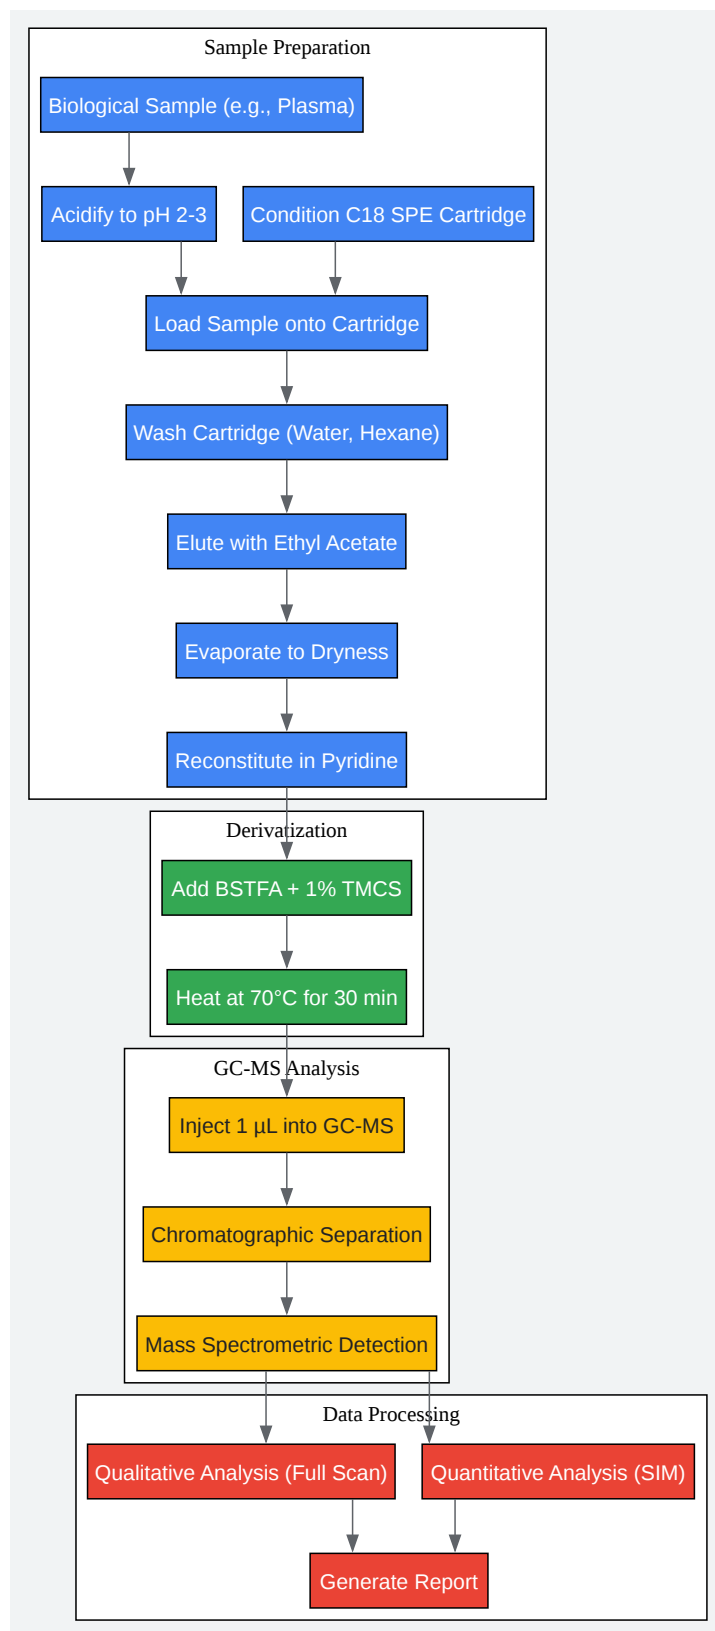 Sample Preparation
Biological Sample (e.g., Plasma)
Acidify to pH 2-3
Condition C18 SPE Cartridge
Load Sample onto Cartridge
Wash Cartridge (Water, Hexane)
Elute with Ethyl Acetate
Evaporate to Dryness
Reconstitute in Pyridine
Derivatization
Add BSTFA + 1% TMCS
Heat at 70°C for 30 min
GC-MS Analysis
Inject 1 µL into GC-MS
Chromatographic Separation
Mass Spectrometric Detection
Data Processing
Qualitative Analysis (Full Scan)
Quantitative Analysis (SIM)
Generate Report